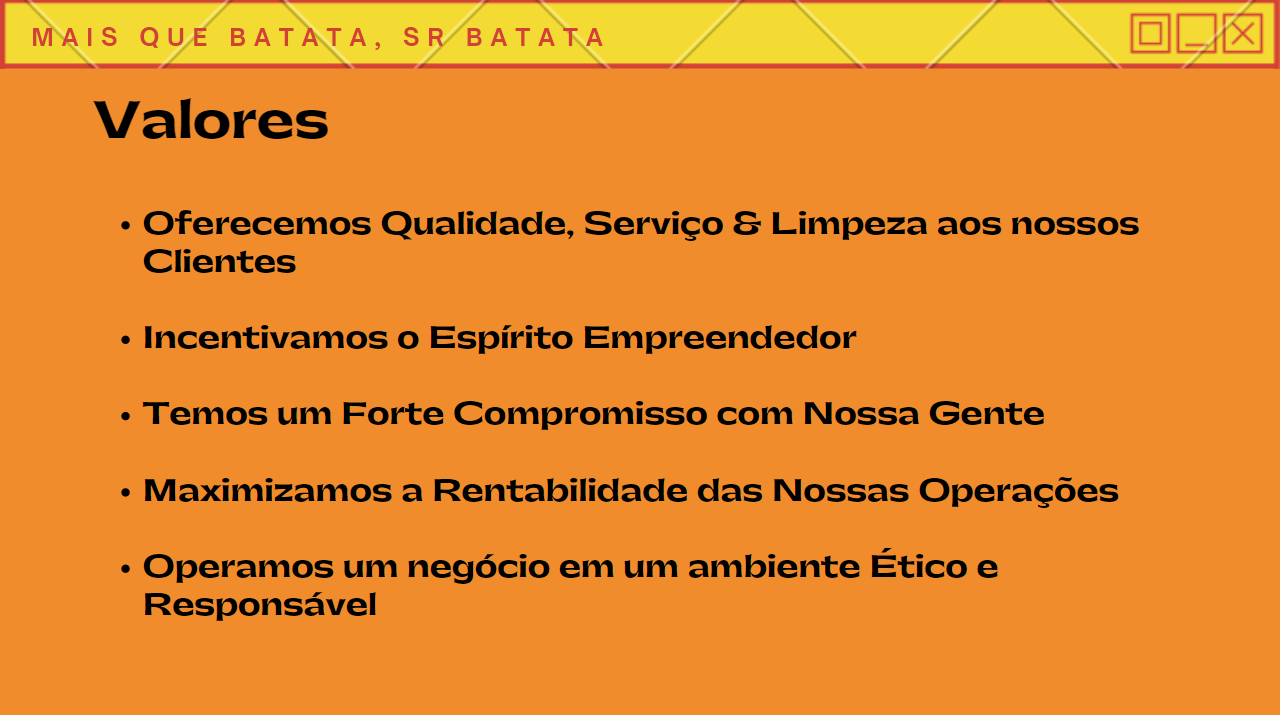 MAIS QUE BATATA, SR BATATA
Valores
• Oferecemos Qualidade, Serviço & Limpeza aos nossos
Clientes
• Incentivamos o Espírito Empreendedor
• Temos um Forte Compromisso com Nossa Gente
• Maximizamos a Rentabilidade das Nossas Operações
• Operamos um negócio em um ambiente Ético e
Responsável